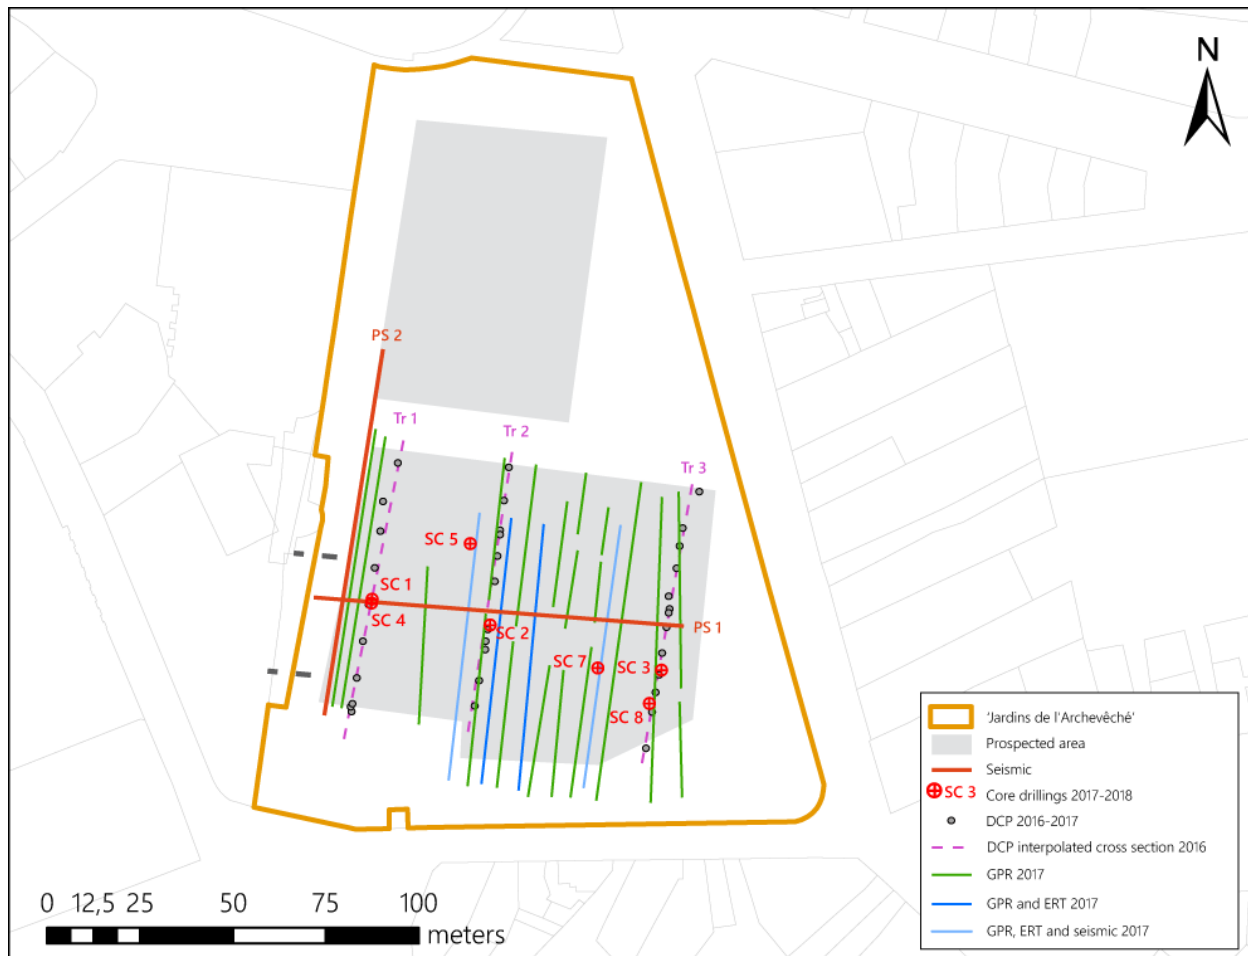 N
PS 2
Tr 1
Tr 2
Tr 3
SC 5
SC 1
SC 4
SC 2
PS 1
SC 7
SC 3
SC 8
'Jardins de l'Archevêché'
Prospected area
Seismic
SC 3 Core drillings 2017-2018
DCP 2016-2017
DCP interpolated cross section 2016
GPR 2017
GPR and ERT 2017
GPR, ERT and seismic 2017
0 12,5 25 50 75 100
meters